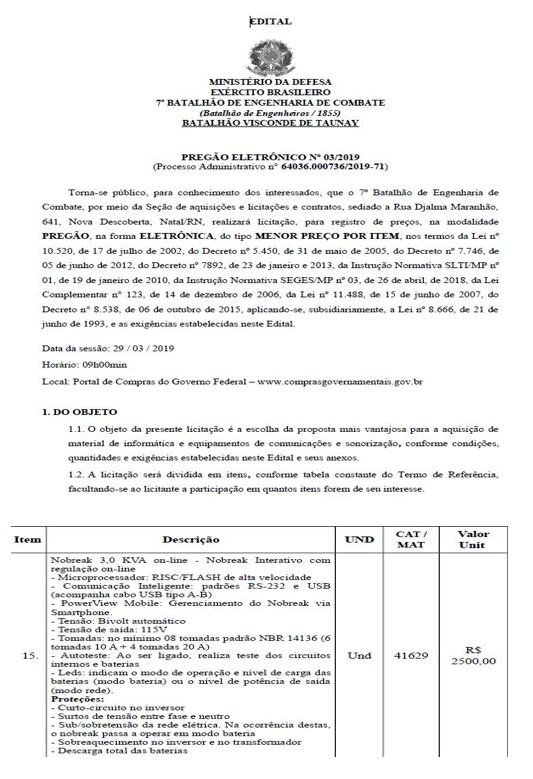 EDITAL
MINISTÉRIO DA DEFESA
EXÉRCITO BRASILEIRO
7º BATALHÃO DE ENGENHARIA DE COMBATE
(Batalhão de Engenheiros / 1855)
BATALHÃO VISCONDE DE TAUNAY
PREGÃO ELETRÔNICO Nº 03/2019
(Processo Administrativo n° 64036.000736/2019-71)
Torna-se público, para conhecimento dos interessados, que o 7º Batalhão de Engenharia de
Combate, por meio da Seção de aquisições e licitações e contratos, sediado a Rua Djalma Maranhão,
641, Nova Descoberta, Natal/RN, realizará licitação, para registro de preços, na modalidade
PREGÃO, na forma ELETRÔNICA, do tipo MENOR PREÇO POR ITEM, nos termos da Lei nº
10.520, de 17 de julho de 2002, do Decreto nº 5.450, de 31 de maio de 2005, do Decreto nº 7.746, de
05 de junho de 2012, do Decreto nº 7892, de 23 de janeiro e 2013, da Instrução Normativa SLTI/MP nº
01, de 19 de janeiro de 2010, da Instrução Normativa SEGES/MP nº 03, de 26 de abril, de 2018, da Lei
Complementar n° 123, de 14 de dezembro de 2006, da Lei nº 11.488, de 15 de junho de 2007, do
Decreto n° 8.538, de 06 de outubro de 2015, aplicando-se, subsidiariamente, a Lei nº 8.666, de 21
de junho de 1993, e as exigências estabelecidas neste Edital.
Data da sessão: 29 / 03 / 2019
Horário: 09h00min
Local: Portal de Compras do Governo Federal – www.comprasgovernamentais.gov.br
1. DO OBJETO
1.1. O objeto da presente licitação é a escolha da proposta mais vantajosa para a aquisição de
material de informática e equipamentos de comunicações e sonorização, conforme condições,
quantidades e exigências estabelecidas neste Edital e seus anexos.
1.2. A licitação será dividida em itens, conforme tabela constante do Termo de Referência,
facultando-se ao licitante a participação em quantos itens forem de seu interesse.
Item Descrição UND CAT / MAT Valor Unit
Nobreak 3,0 KVA on-line - Nobreak Interativo com
regulação on-line
- Microprocessador: RISC/FLASH de alta velocidade
- Comunicação Inteligente: padrões RS-232 e USB
(acompanha cabo USB tipo A-B)
- PowerView Mobile: Gerenciamento do Nobreak via
Smartphone.
- Tensão: Bivolt automático
- Tensão de saída: 115V
- Tomadas: no mínimo 08 tomadas padrão NBR 14136 (6
tomadas 10 A + 4 tomadas 20 A)
15. - Autoteste: Ao ser ligado, realiza teste dos circuitos Und 41629 R$ 2500,00
internos e baterias
- Leds: indicam o modo de operação e nível de carga das
baterias (modo bateria) ou o nível de potência de saída
(modo rede).
Proteções:
- Curto-circuito no inversor
- Surtos de tensão entre fase e neutro
- Sub/sobretensão da rede elétrica. Na ocorrência destas,
o nobreak passa a operar em modo bateria
- Sobreaquecimento no inversor e no transformador
- Descarga total das baterias